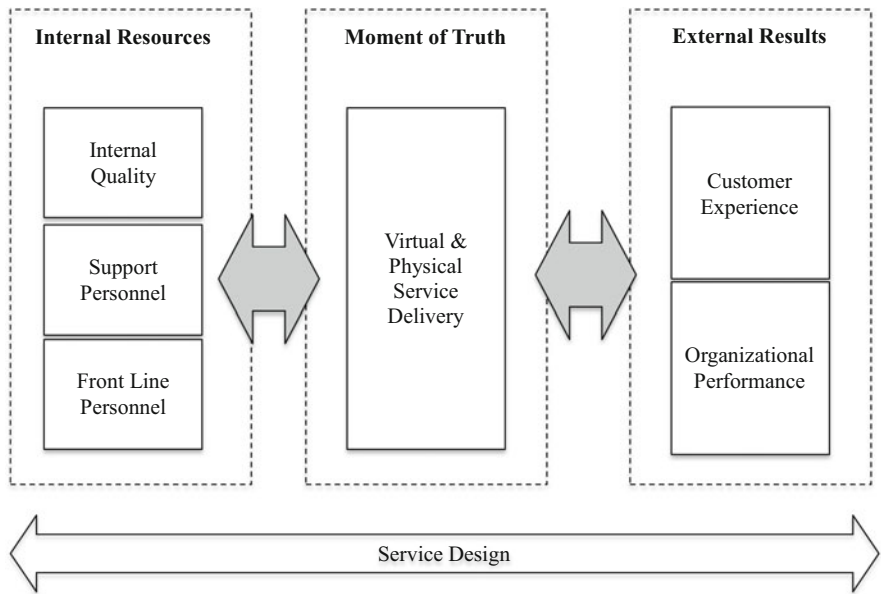 Internal Resources
Internal
Quality
Support
Personnel
Front Line
Personnel
Moment of Truth
Virtual &
Physical
Service
Delivery
External Results
Customer
Experience
Organizational
Performance
Service Design